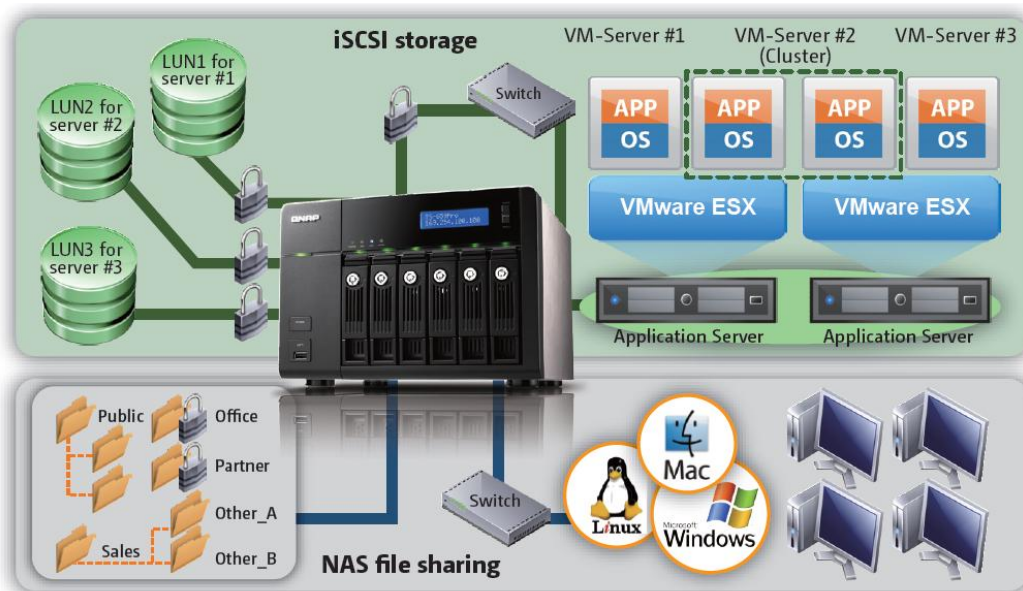 iSCSI storage
LUN1 for
server #1
LUN2 for
server #2
LUN3 for
server #3
Switch
VM-Server #1
VM-Server #2
(Cluster)
VM-Server #3
APP
OS
APP
OS
APP
OS
APP
OS
VMware ESX
VMware ESX
QNAP
Application Server
Application Server
Public
Office
Partner
Other_A
Sales
Other_B
NAS file sharing
Switch
Linux
Mac
Microsoft
Windows